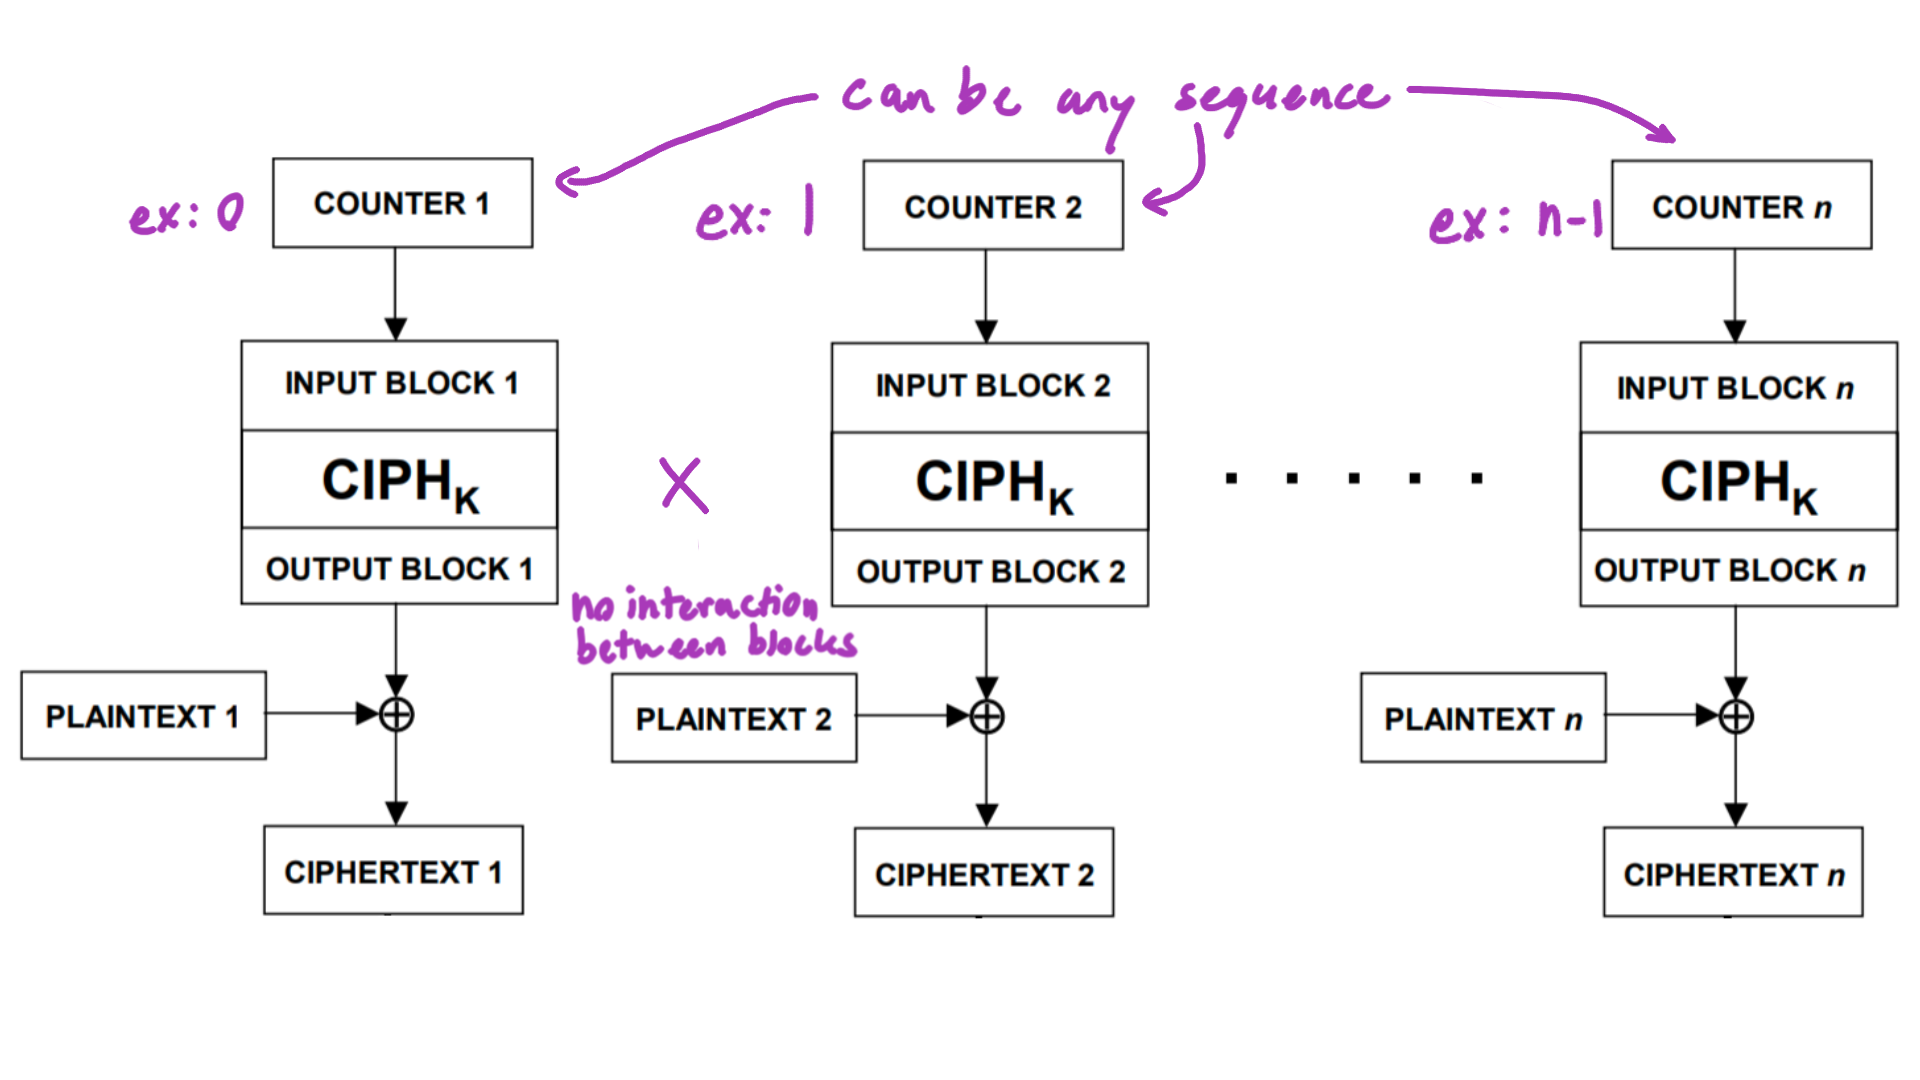 can be any sequence
ex: 0
COUNTER 1
ex: 1
COUNTER 2
ex: n-1
COUNTER n
INPUT BLOCK 1
INPUT BLOCK 2
INPUT BLOCK n
CIPHK
X
CIPHK
. . . . .
CIPHK
OUTPUT BLOCK 1
OUTPUT BLOCK 2
OUTPUT BLOCK n
no interaction
between blocks
PLAINTEXT 1
PLAINTEXT 2
PLAINTEXT n
CIPHERTEXT 1
CIPHERTEXT 2
CIPHERTEXT n